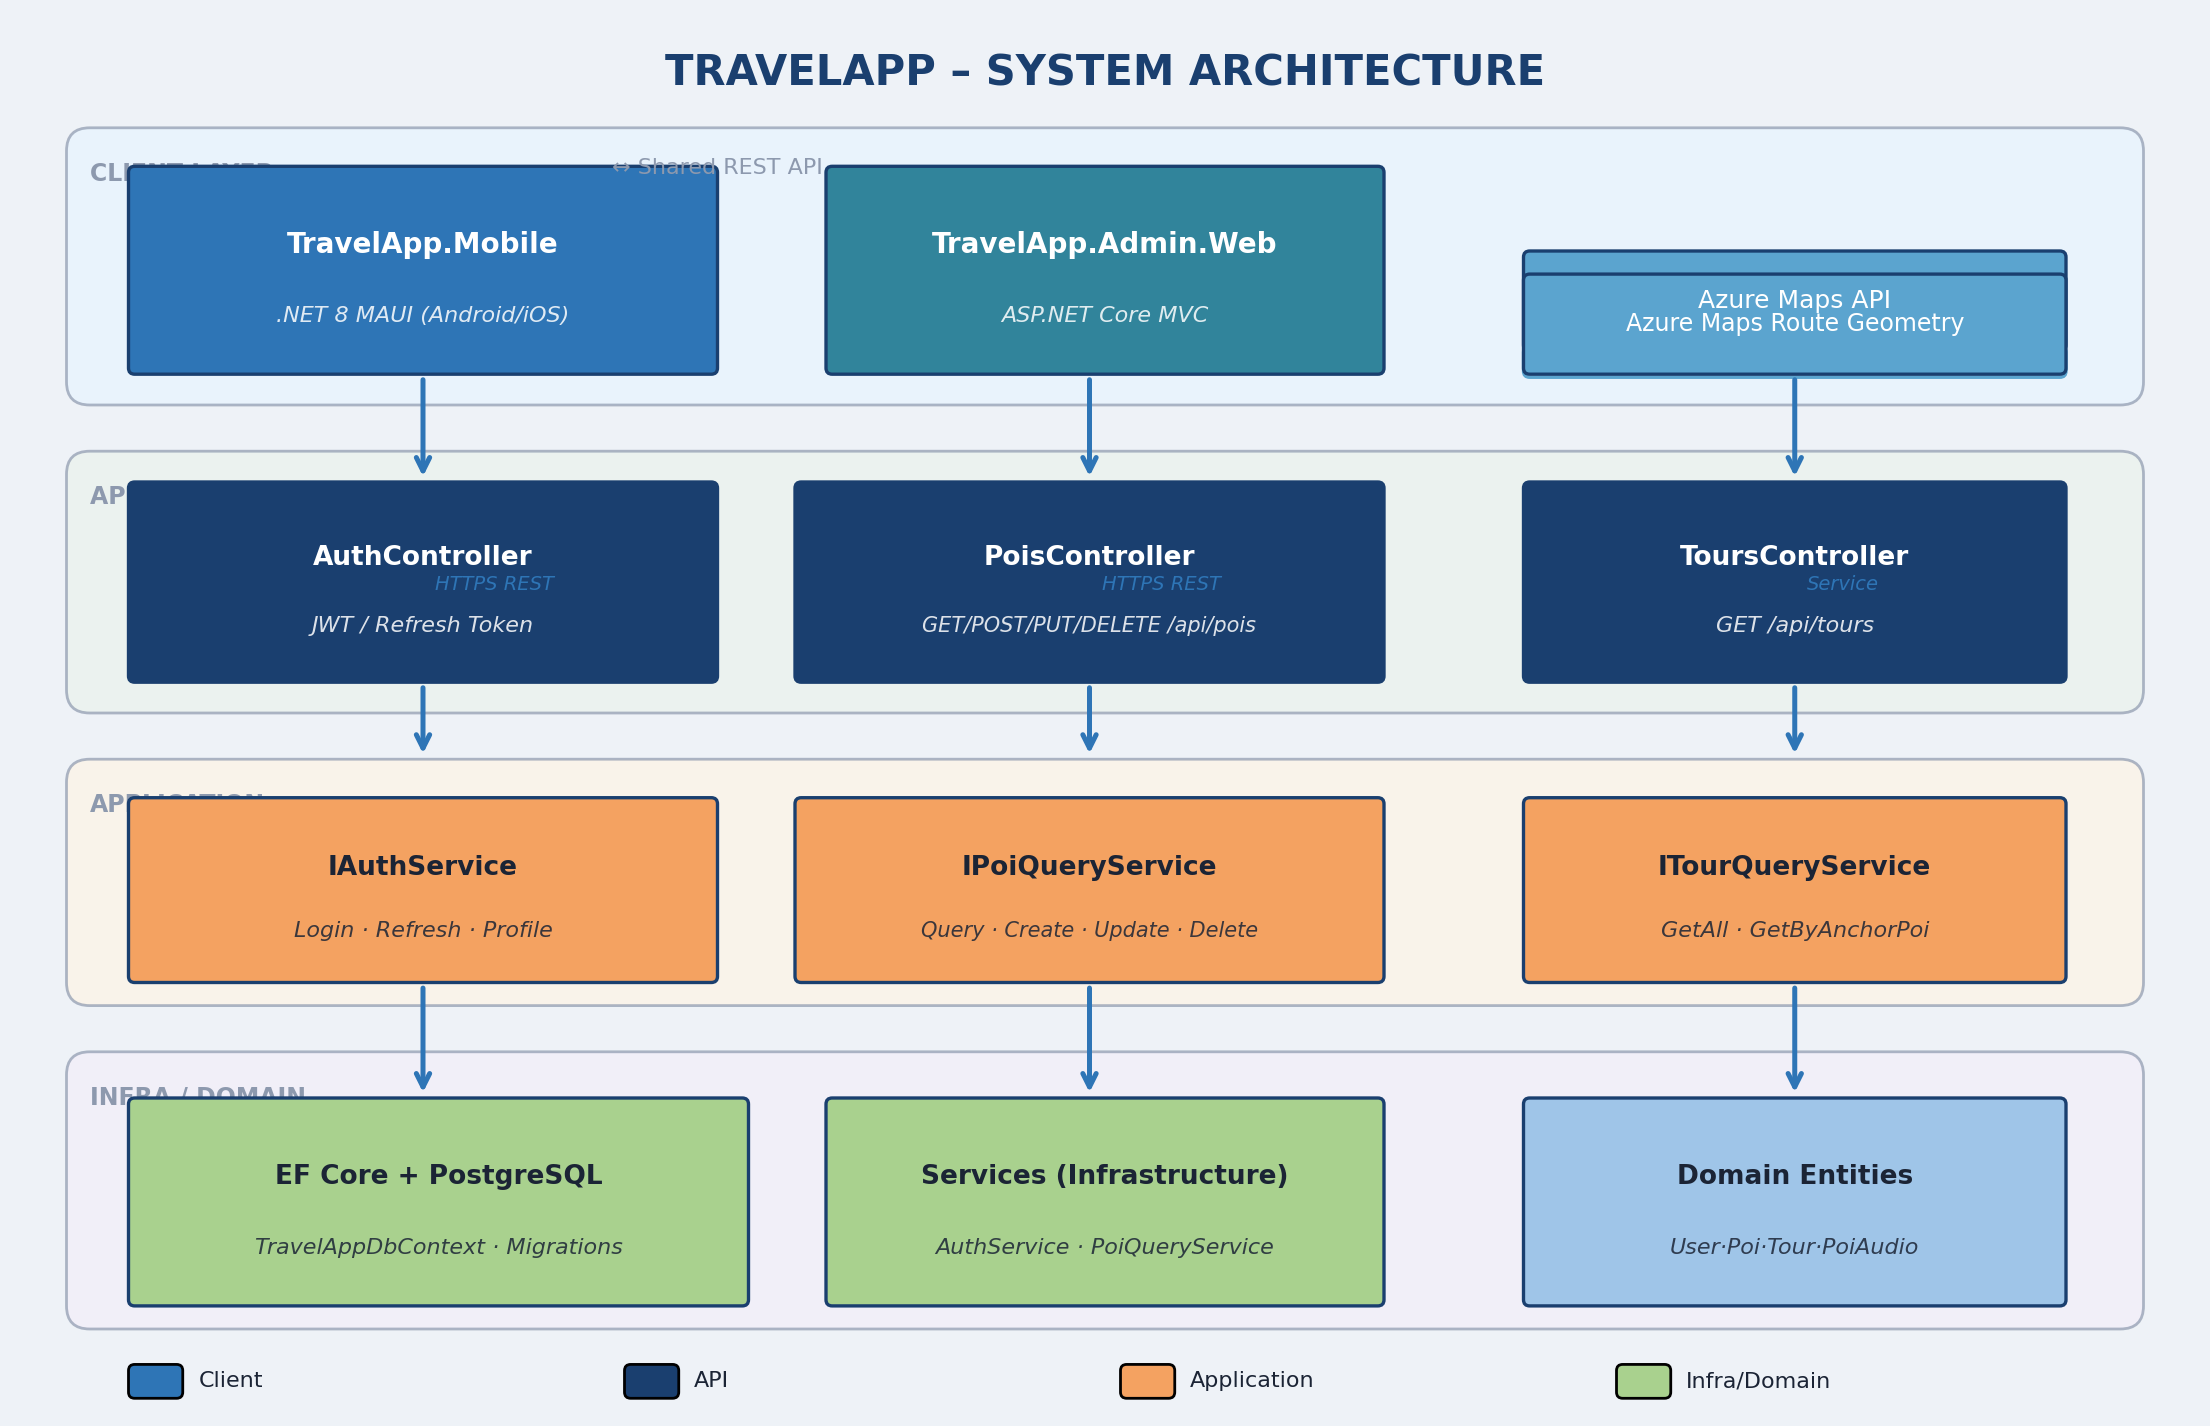 TRAVELAPP – SYSTEM ARCHITECTURE
↔ Shared REST API
TravelApp.Mobile
.NET 8 MAUI (Android/iOS)
TravelApp.Admin.Web
ASP.NET Core MVC
Azure Maps API
Azure Maps Route Geometry
AuthController
HTTPS REST
JWT / Refresh Token
PoisController
HTTPS REST
GET/POST/PUT/DELETE /api/pois
ToursController
Service
GET /api/tours
APPLICATION
IAuthService
Login · Refresh · Profile
IPoiQueryService
Query · Create · Update · Delete
ITourQueryService
GetAll · GetByAnchorPoi
INFRA / DOMAIN
EF Core + PostgreSQL
TravelAppDbContext · Migrations
Services (Infrastructure)
AuthService · PoiQueryService
Domain Entities
User·Poi·Tour·PoiAudio
Client
API
Application
Infra/Domain